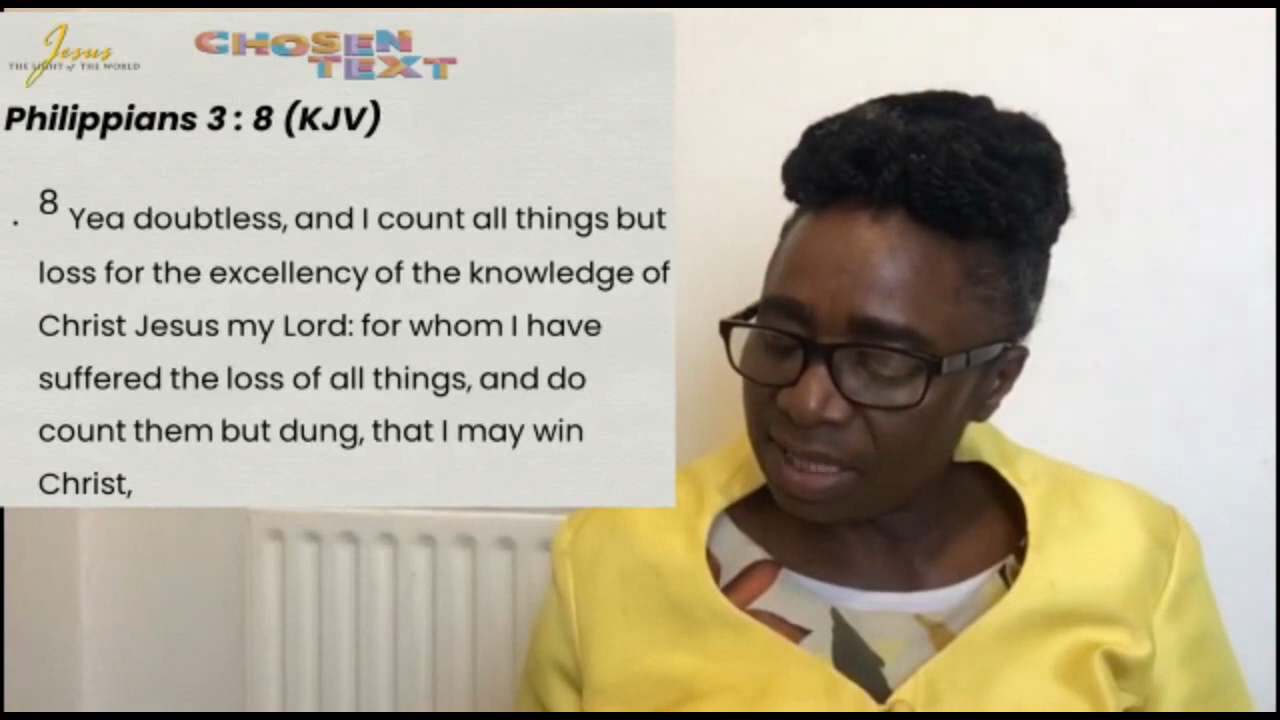 Jesus
THE LIGHT of THE WORLD
CHOSEN
TEXT
Philippians 3 : 8 (KJV)
. 8 Yea doubtless, and I count all things but
loss for the excellency of the knowledge of
Christ Jesus my Lord: for whom I have
suffered the loss of all things, and do
count them but dung, that I may win
Christ,